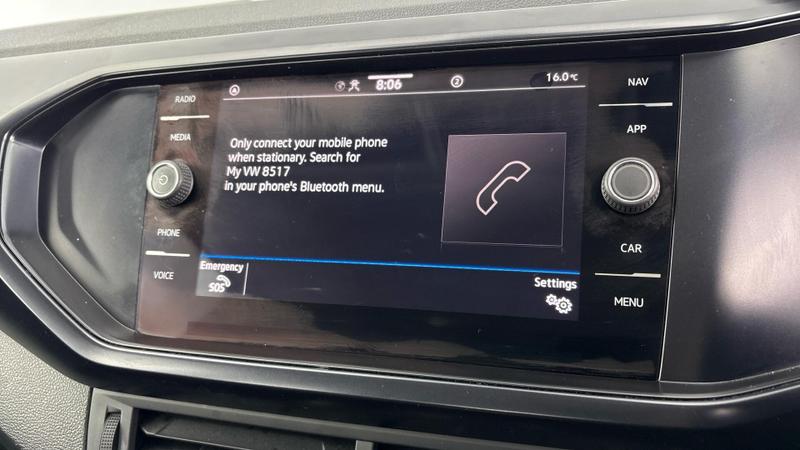 RADIO
MEDIA
PHONE
VOICE
8:06
2
16.0°C
Only connect your mobile phone
when stationary. Search for
My VW 8517
in your phone's Bluetooth menu.
Emergency
SOS
Settings
NAV
APP
CAR
MENU